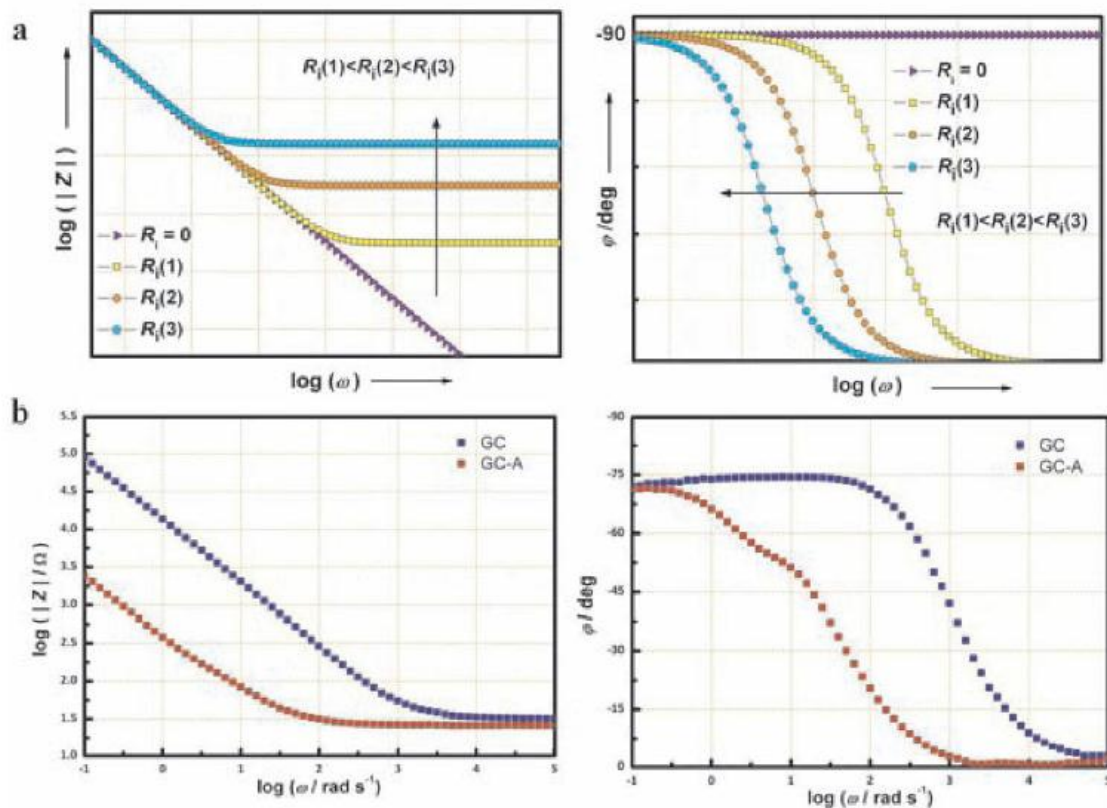 a
log (|Z|)
R_i(1)<R_i(2)<R_i(3)
R_i = 0
R_i(1)
R_i(2)
R_i(3)
log (ω)
-90
φ /deg
R_i = 0
R_i(1)
R_i(2)
R_i(3)
R_i(1)<R_i(2)<R_i(3)
log (ω)
b
5.5
5.0
4.5
4.0
3.5
3.0
2.5
2.0
1.5
1.0
log (|Z| / Ω)
GC
GC-A
-1 0 1 2 3 4 5
log (ω / rad s⁻¹)
-90
-75
-60
-45
-30
-15
0
φ / deg
GC
GC-A
-1 0 1 2 3 4 5
log (ω / rad s⁻¹)